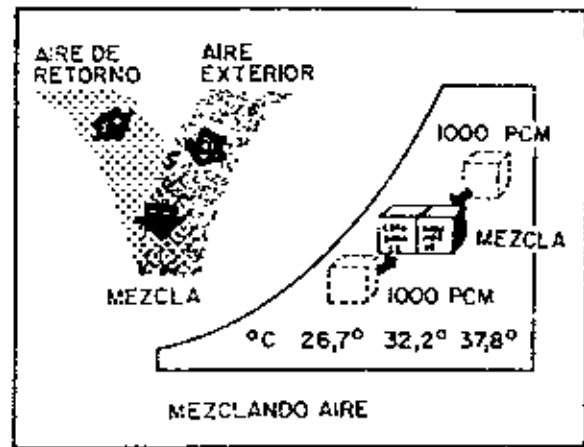 AIRE DE
RETORNO
AIRE
EXTERIOR
MEZCLA
1000 PCM
MEZCLA
1000 PCM
°C 26,7° 32,2° 37,8°
MEZCLANDO AIRE